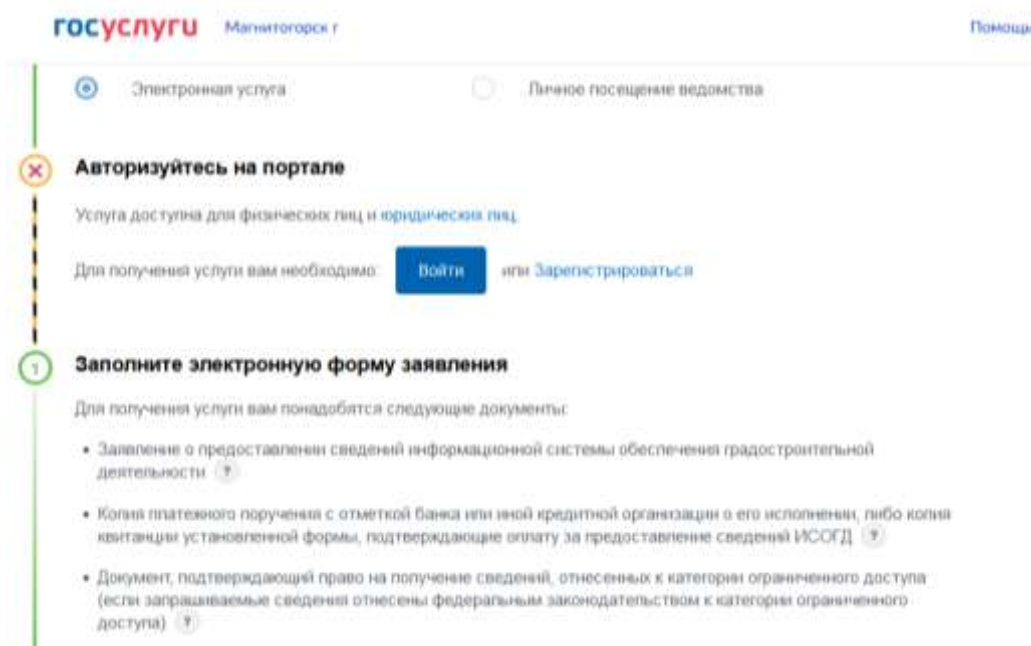 госуслуги Магнитогорск г Помощь
Электронная услуга Личное посещение ведомства
Авторизуйтесь на портале
Услуга доступна для физических лиц и юридических лиц.
Для получения услуги вам необходимо: Войти или Зарегистрироваться
1 Заполните электронную форму заявления
Для получения услуги вам понадобятся следующие документы:
• Заявление о предоставлении сведений информационной системы обеспечения градостроительной
деятельности ?
• Копия платежного поручения с отметкой банка или иной кредитной организации о его исполнении, либо копия
квитанции установленной формы, подтверждающие оплату за предоставление сведений ИСОГД ?
• Документ, подтверждающий право на получение сведений, отнесенных к категории ограниченного доступа
(если запрашиваемые сведения отнесены федеральным законодательством к категории ограниченного
доступа) ?